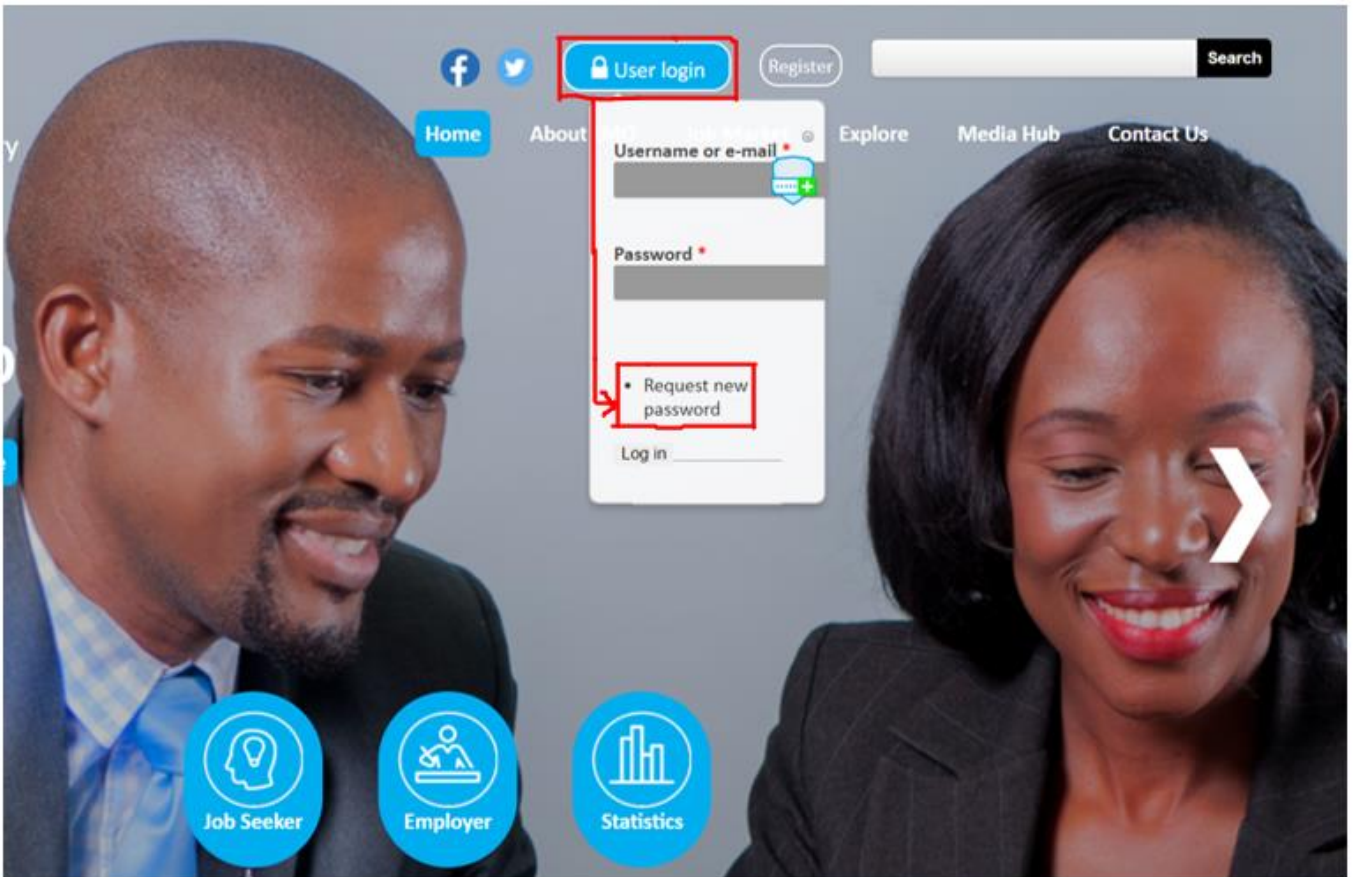 User login
Register
Search
Home
About
Explore
Media Hub
Contact Us
Username or e-mail *
Password *
• Request new
password
Log in
Job Seeker
Employer
Statistics